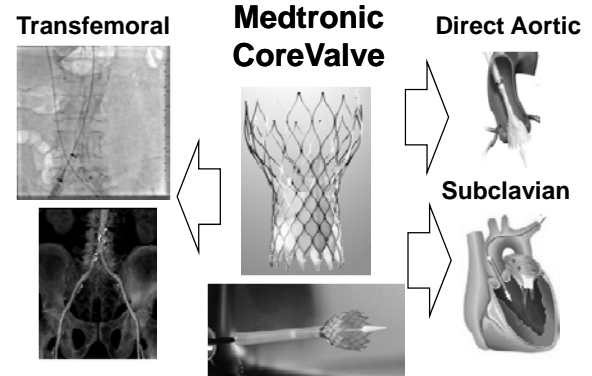 Transfemoral
Medtronic
CoreValve
Direct Aortic
Subclavian